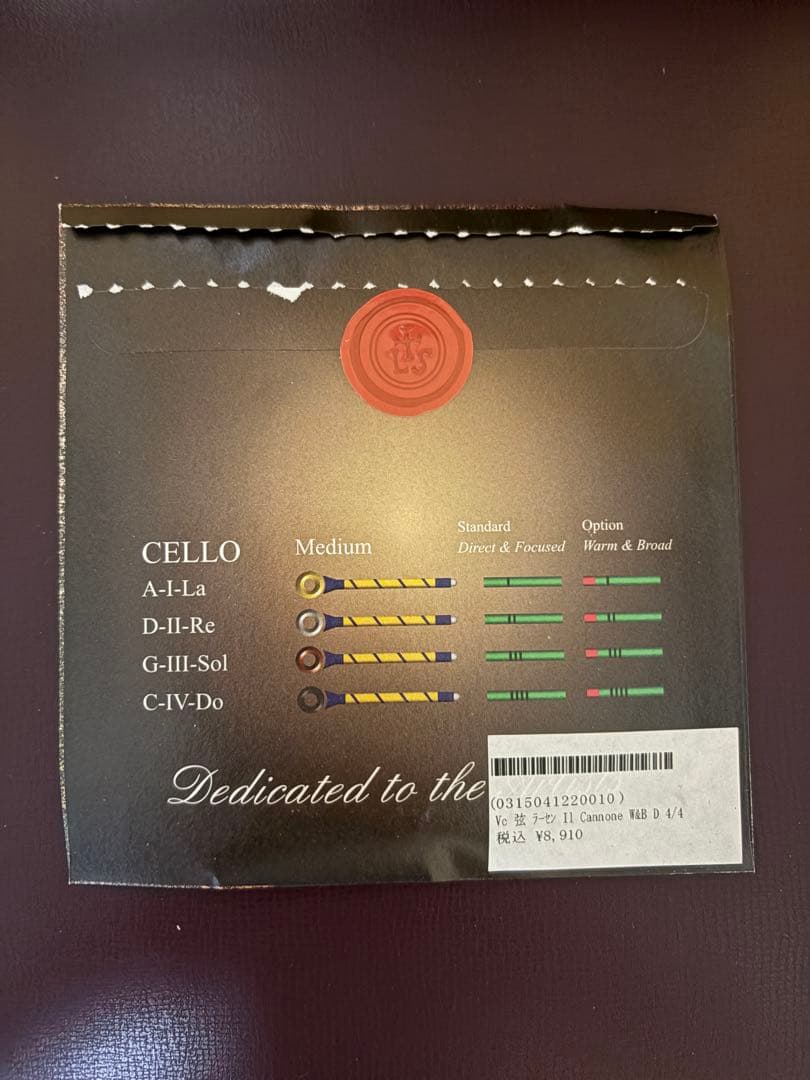 LS
Standard
Option
CELLO
Medium
Direct & Focused
Warm & Broad
A-I-La
D-II-Re
G-III-Sol
C-IV-Do
Dedicated to the
(0315041220010)
Vc 弦 ラーセン Il Cannone W&B D 4/4
税込 ¥8,910